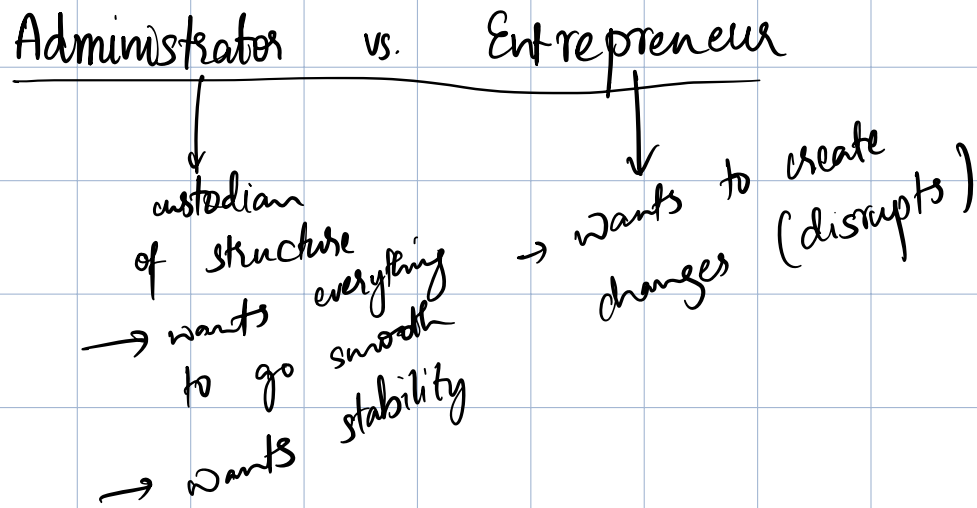 Administrator vs. Entrepreneur
custodian
of structure
→ wants everything
to go smooth
→ wants stability
→ wants to create
changes (disrupts)